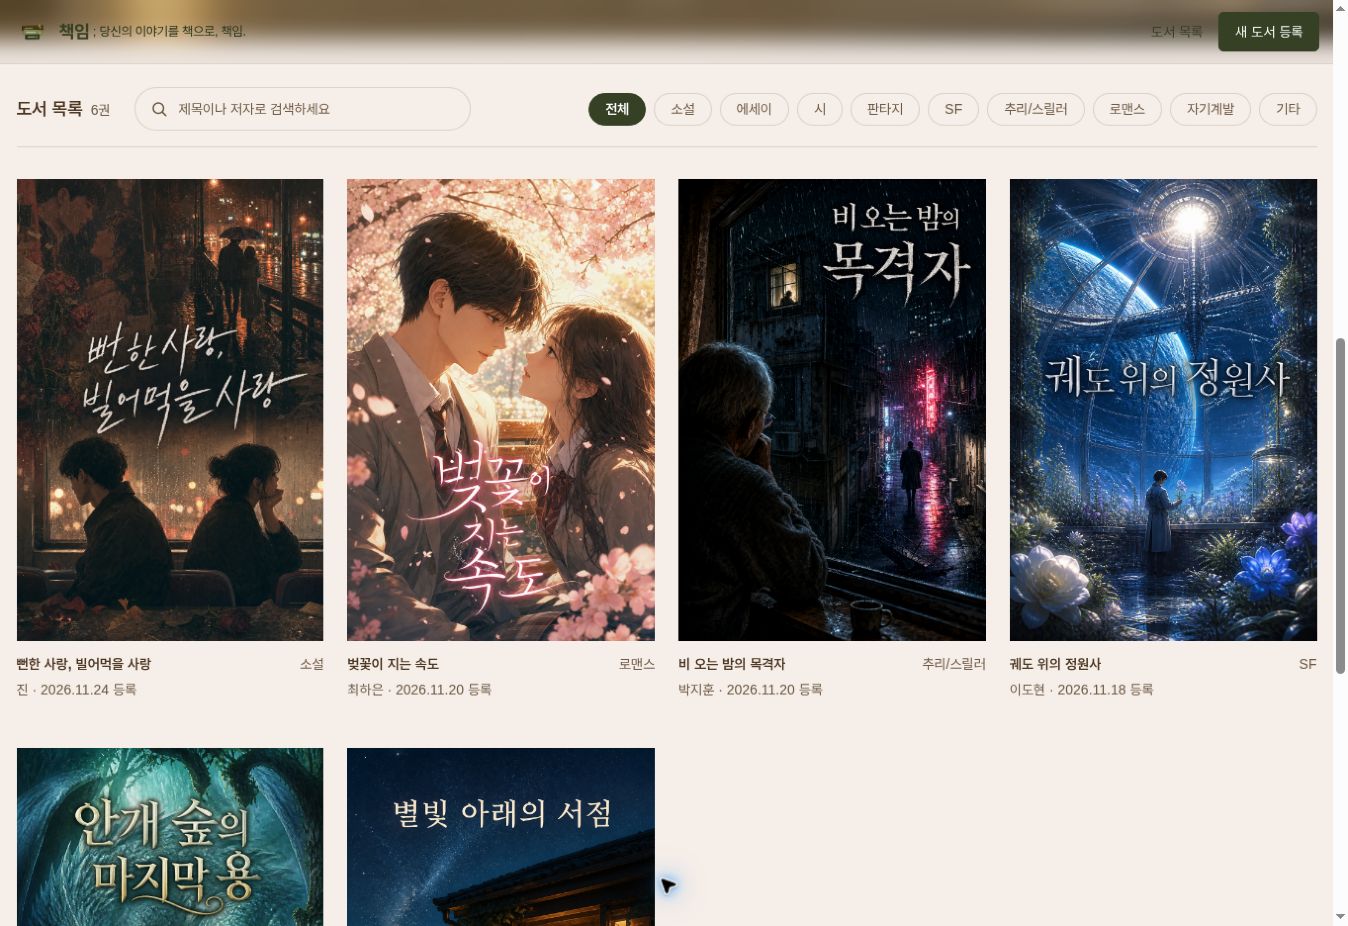 책임 ; 당신의 이야기를 책으로, 책임.
도서 목록
새 도서 등록
도서 목록 6권
제목이나 저자로 검색하세요
전체
소설
에세이
시
판타지
SF
추리/스릴러
로맨스
자기계발
기타
뻔한 사랑,
빌어먹을 사랑
뻔한 사랑, 빌어먹을 사랑 소설
진 · 2026.11.24 등록
벚꽃이
지는
속도
벚꽃이 지는 속도 로맨스
최하은 · 2026.11.20 등록
비 오는 밤의
목격자
비 오는 밤의 목격자 추리/스릴러
박지훈 · 2026.11.20 등록
궤도 위의 정원사
궤도 위의 정원사 SF
이도현 · 2026.11.18 등록
안개 숲의
마지막 용
별빛 아래의 서점